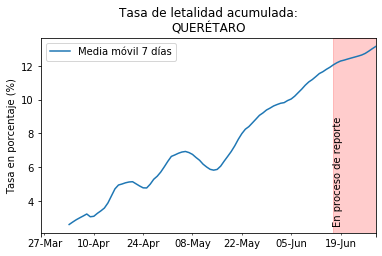 Tasa de letalidad acumulada:
QUERÉTARO
Media móvil 7 días
Tasa en porcentaje (%)
12
10
8
6
4
En proceso de reporte
27-Mar 10-Apr 24-Apr 08-May 22-May 05-Jun 19-Jun